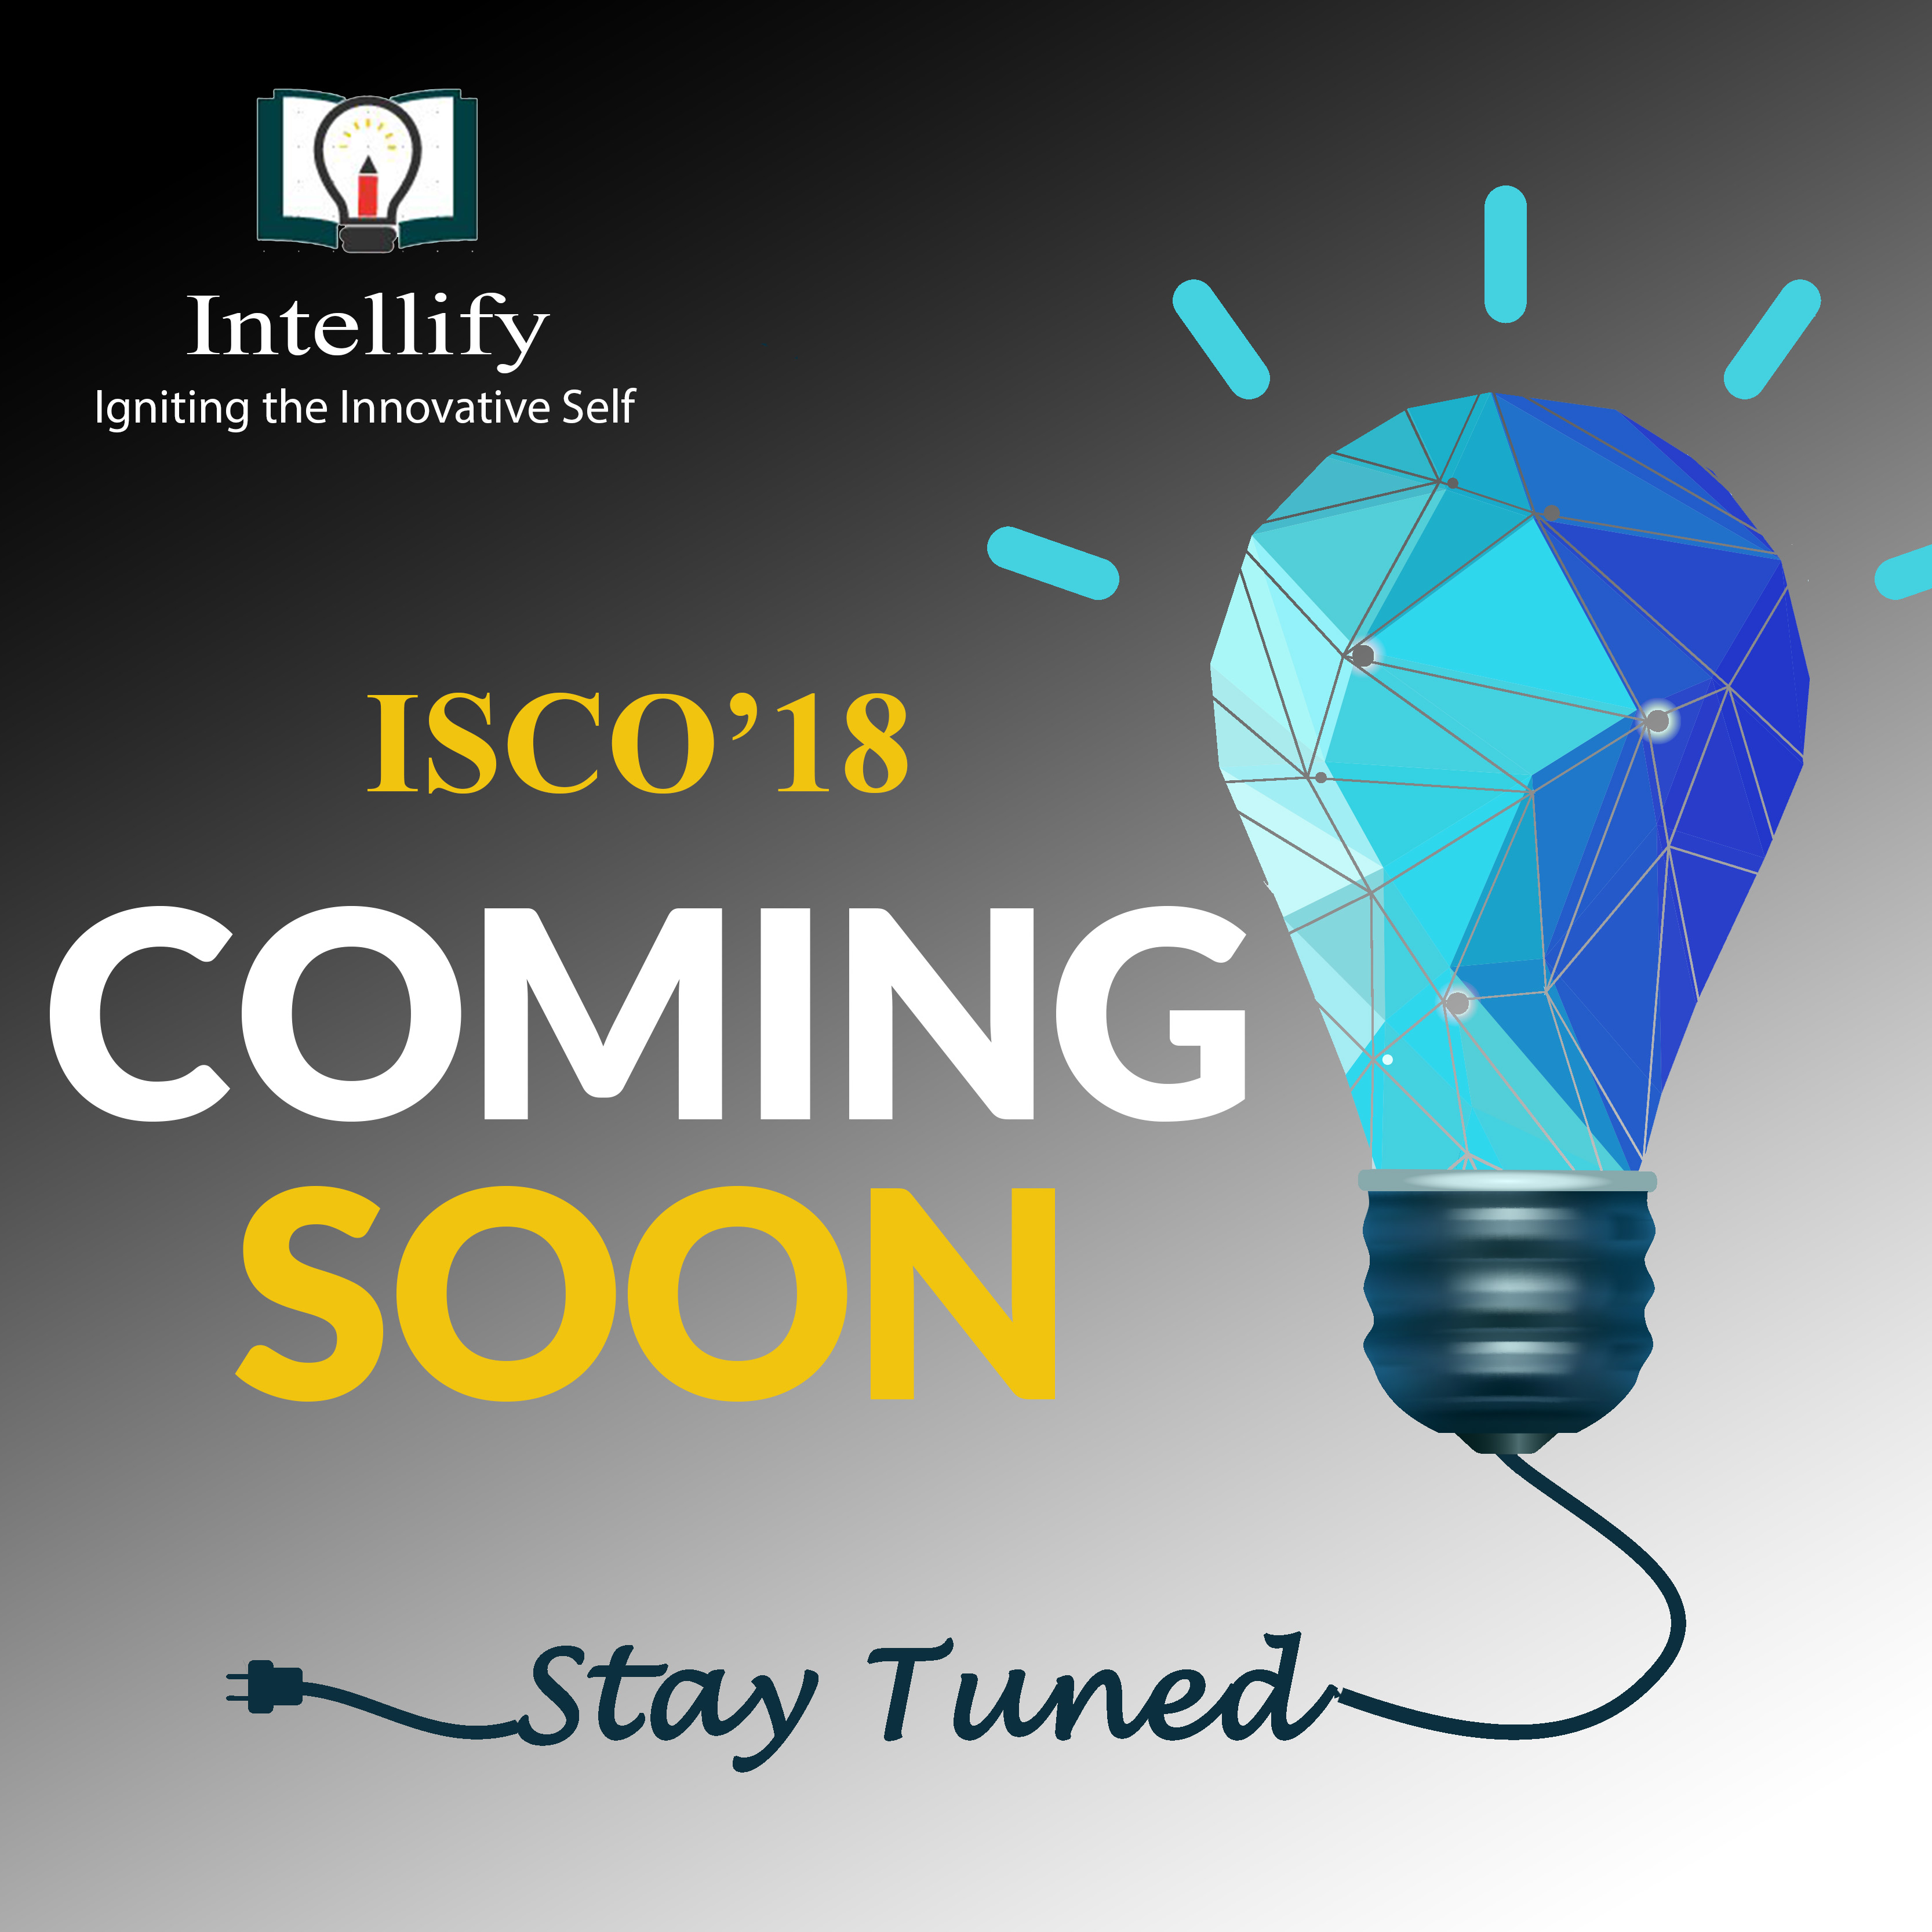 Intellify
Igniting the Innovative Self
ISCO’18
COMING
SOON
Stay Tuned